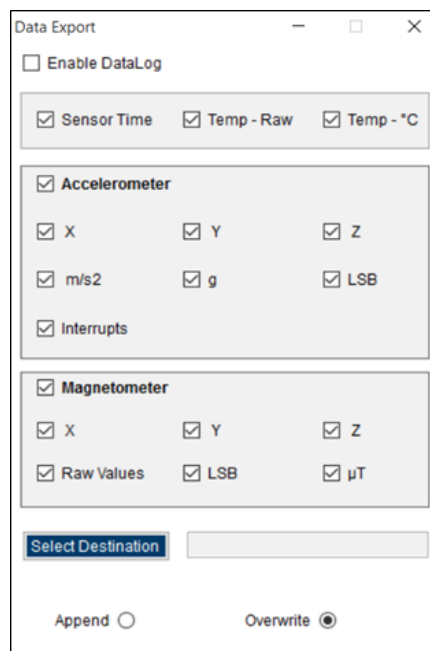 Data Export
Enable DataLog
Sensor Time Temp - Raw Temp - °C
Accelerometer
X Y Z
m/s2 g LSB
Interrupts
Magnetometer
X Y Z
Raw Values LSB µT
Select Destination
Append Overwrite